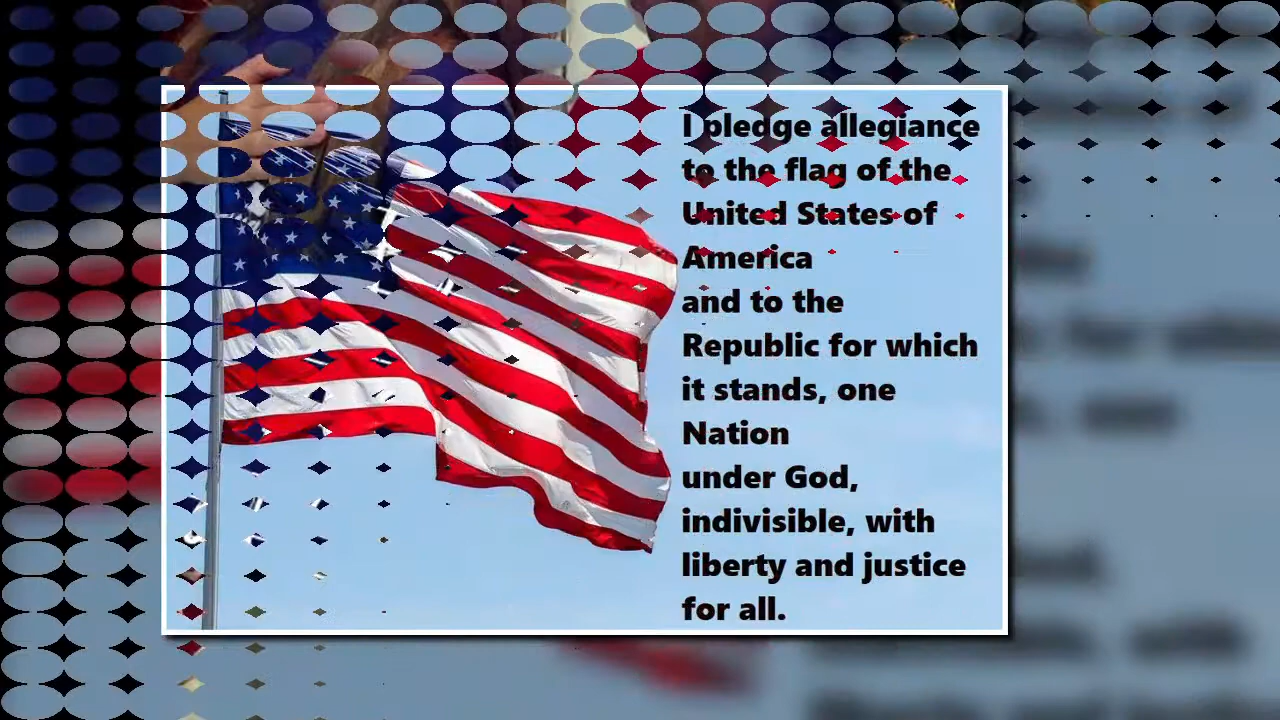 I pledge allegiance
to the flag of the
United States of
America
and to the
Republic for which
it stands, one
Nation
under God,
indivisible, with
liberty and justice
for all.